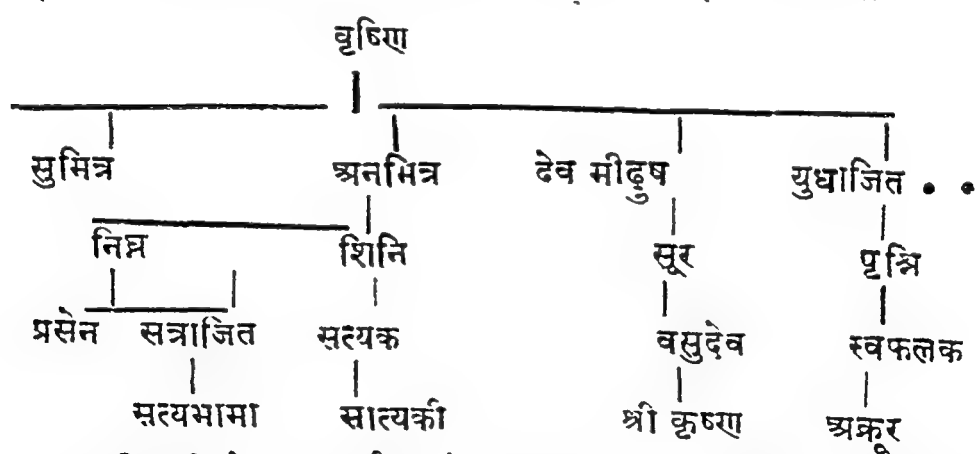 वृष्णि
सुमित्र अनमित्र देव मीढुष युधाजित • •
निघ्न शिनि सूर पृश्नि
प्रसेन सत्राजित सत्यक वसुदेव स्वफलक
सत्यभामा सात्यकी श्री कृष्ण अक्रूर